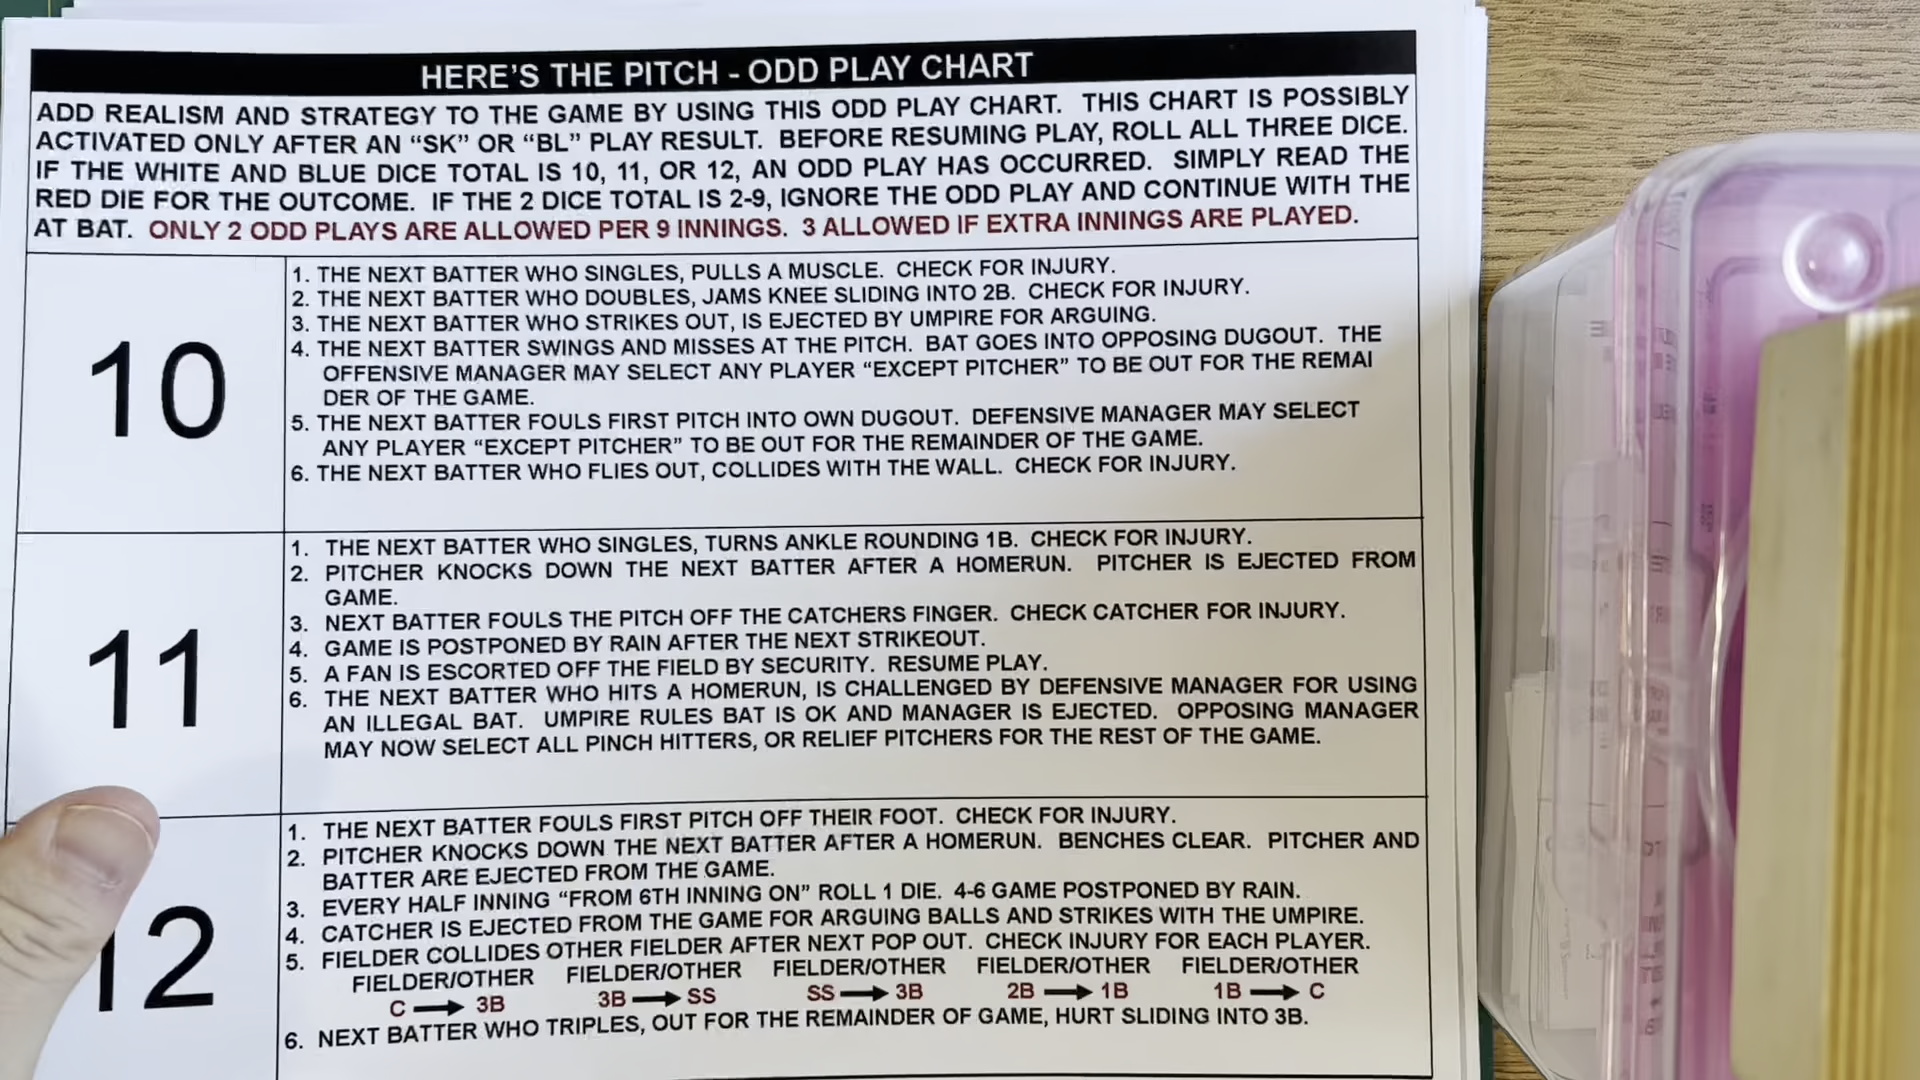 HERE'S THE PITCH - ODD PLAY CHART
ADD REALISM AND STRATEGY TO THE GAME BY USING THIS ODD PLAY CHART. THIS CHART IS POSSIBLY
ACTIVATED ONLY AFTER AN “SK” OR “BL” PLAY RESULT. BEFORE RESUMING PLAY, ROLL ALL THREE DICE.
IF THE WHITE AND BLUE DICE TOTAL IS 10, 11, OR 12, AN ODD PLAY HAS OCCURRED. SIMPLY READ THE
RED DIE FOR THE OUTCOME. IF THE 2 DICE TOTAL IS 2-9, IGNORE THE ODD PLAY AND CONTINUE WITH THE
AT BAT. ONLY 2 ODD PLAYS ARE ALLOWED PER 9 INNINGS. 3 ALLOWED IF EXTRA INNINGS ARE PLAYED.
10
1. THE NEXT BATTER WHO SINGLES, PULLS A MUSCLE. CHECK FOR INJURY.
2. THE NEXT BATTER WHO DOUBLES, JAMS KNEE SLIDING INTO 2B. CHECK FOR INJURY.
3. THE NEXT BATTER WHO STRIKES OUT, IS EJECTED BY UMPIRE FOR ARGUING.
4. THE NEXT BATTER SWINGS AND MISSES AT THE PITCH. BAT GOES INTO OPPOSING DUGOUT. THE
OFFENSIVE MANAGER MAY SELECT ANY PLAYER “EXCEPT PITCHER” TO BE OUT FOR THE REMAI
DER OF THE GAME.
5. THE NEXT BATTER FOULS FIRST PITCH INTO OWN DUGOUT. DEFENSIVE MANAGER MAY SELECT
ANY PLAYER “EXCEPT PITCHER” TO BE OUT FOR THE REMAINDER OF THE GAME.
6. THE NEXT BATTER WHO FLIES OUT, COLLIDES WITH THE WALL. CHECK FOR INJURY.
11
1. THE NEXT BATTER WHO SINGLES, TURNS ANKLE ROUNDING 1B. CHECK FOR INJURY.
2. PITCHER KNOCKS DOWN THE NEXT BATTER AFTER A HOMERUN. PITCHER IS EJECTED FROM
GAME.
3. NEXT BATTER FOULS THE PITCH OFF THE CATCHERS FINGER. CHECK CATCHER FOR INJURY.
4. GAME IS POSTPONED BY RAIN AFTER THE NEXT STRIKEOUT.
5. A FAN IS ESCORTED OFF THE FIELD BY SECURITY. RESUME PLAY.
6. THE NEXT BATTER WHO HITS A HOMERUN, IS CHALLENGED BY DEFENSIVE MANAGER FOR USING
AN ILLEGAL BAT. UMPIRE RULES BAT IS OK AND MANAGER IS EJECTED. OPPOSING MANAGER
MAY NOW SELECT ALL PINCH HITTERS, OR RELIEF PITCHERS FOR THE REST OF THE GAME.
12
1. THE NEXT BATTER FOULS FIRST PITCH OFF THEIR FOOT. CHECK FOR INJURY.
2. PITCHER KNOCKS DOWN THE NEXT BATTER AFTER A HOMERUN. BENCHES CLEAR. PITCHER AND
BATTER ARE EJECTED FROM THE GAME.
3. EVERY HALF INNING “FROM 6TH INNING ON” ROLL 1 DIE. 4-6 GAME POSTPONED BY RAIN.
4. CATCHER IS EJECTED FROM THE GAME FOR ARGUING BALLS AND STRIKES WITH THE UMPIRE.
5. FIELDER COLLIDES OTHER FIELDER AFTER NEXT POP OUT. CHECK INJURY FOR EACH PLAYER.
FIELDER/OTHER FIELDER/OTHER FIELDER/OTHER FIELDER/OTHER FIELDER/OTHER
C → 3B 3B → SS SS → 3B 2B → 1B 1B → C
6. NEXT BATTER WHO TRIPLES, OUT FOR THE REMAINDER OF GAME, HURT SLIDING INTO 3B.